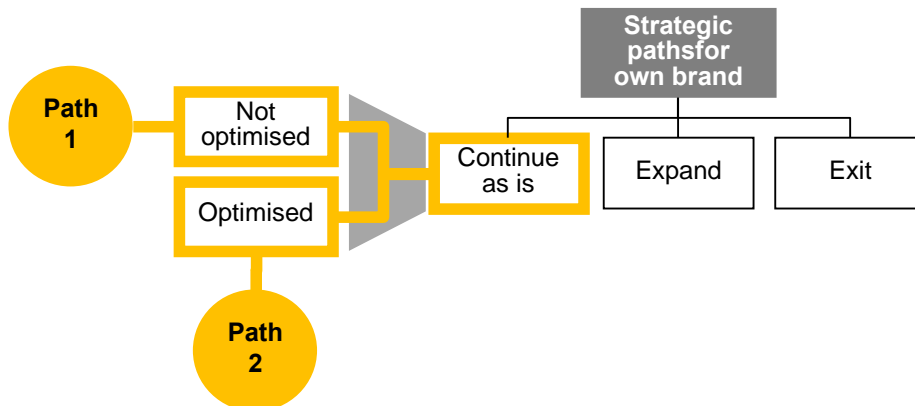 Strategic
pathsfor
own brand
Path
1
Not
optimised
Continue
as is
Expand
Exit
Optimised
Path
2